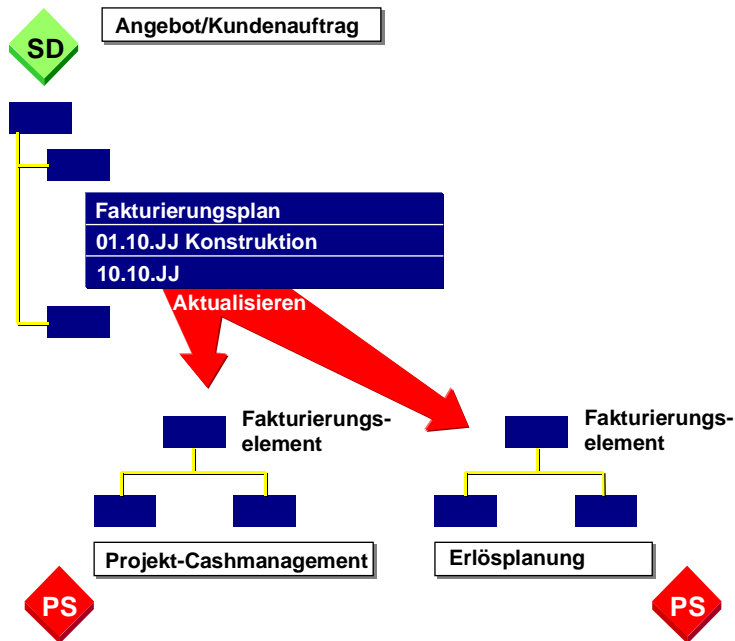 Angebot/Kundenauftrag
SD
Fakturierungsplan
01.10.JJ Konstruktion
10.10.JJ
Aktualisieren
Fakturierungs-
element
Fakturierungs-
element
Projekt-Cashmanagement
Erlösplanung
PS
PS